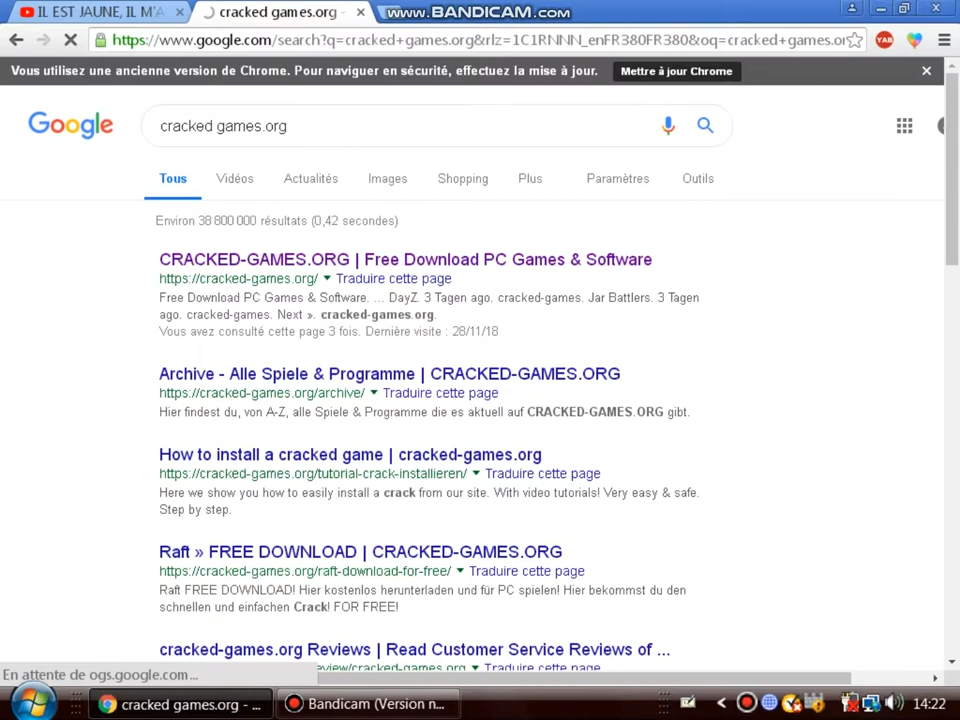 IL EST JAUNE, IL M'A
cracked games.org -
www.BANDICAM.com
https://www.google.com/search?q=cracked+games.org&rlz=1C1RNNN_enFR380FR380&oq=cracked+games.or
YAB
Vous utilisez une ancienne version de Chrome. Pour naviguer en sécurité, effectuez la mise à jour.
Mettre à jour Chrome
Google
cracked games.org
Tous
Vidéos
Actualités
Images
Shopping
Plus
Paramètres
Outils
Environ 38 800 000 résultats (0,42 secondes)
CRACKED-GAMES.ORG | Free Download PC Games & Software
https://cracked-games.org/ Traduire cette page
Free Download PC Games & Software. ... DayZ. 3 Tagen ago. cracked-games. Jar Battlers. 3 Tagen
ago. cracked-games. Next ». cracked-games.org.
Vous avez consulté cette page 3 fois. Dernière visite : 28/11/18
Archive - Alle Spiele & Programme | CRACKED-GAMES.ORG
https://cracked-games.org/archive/ Traduire cette page
Hier findest du, von A-Z, alle Spiele & Programme die es aktuell auf CRACKED-GAMES.ORG gibt.
How to install a cracked game | cracked-games.org
https://cracked-games.org/tutorial-crack-installieren/ Traduire cette page
Here we show you how to easily install a crack from our site. With video tutorials! Very easy & safe.
Step by step.
Raft » FREE DOWNLOAD | CRACKED-GAMES.ORG
https://cracked-games.org/raft-download-for-free/ Traduire cette page
Raft FREE DOWNLOAD! Hier kostenlos herunterladen und für PC spielen! Hier bekommst du den
schnellen und einfachen Crack! FOR FREE!
cracked-games.org Reviews | Read Customer Service Reviews of ...
eview/cracked-games.org Traduire cette page
En attente de ogs.google.com...
cracked games.org - ...
Bandicam (Version n...
14:22